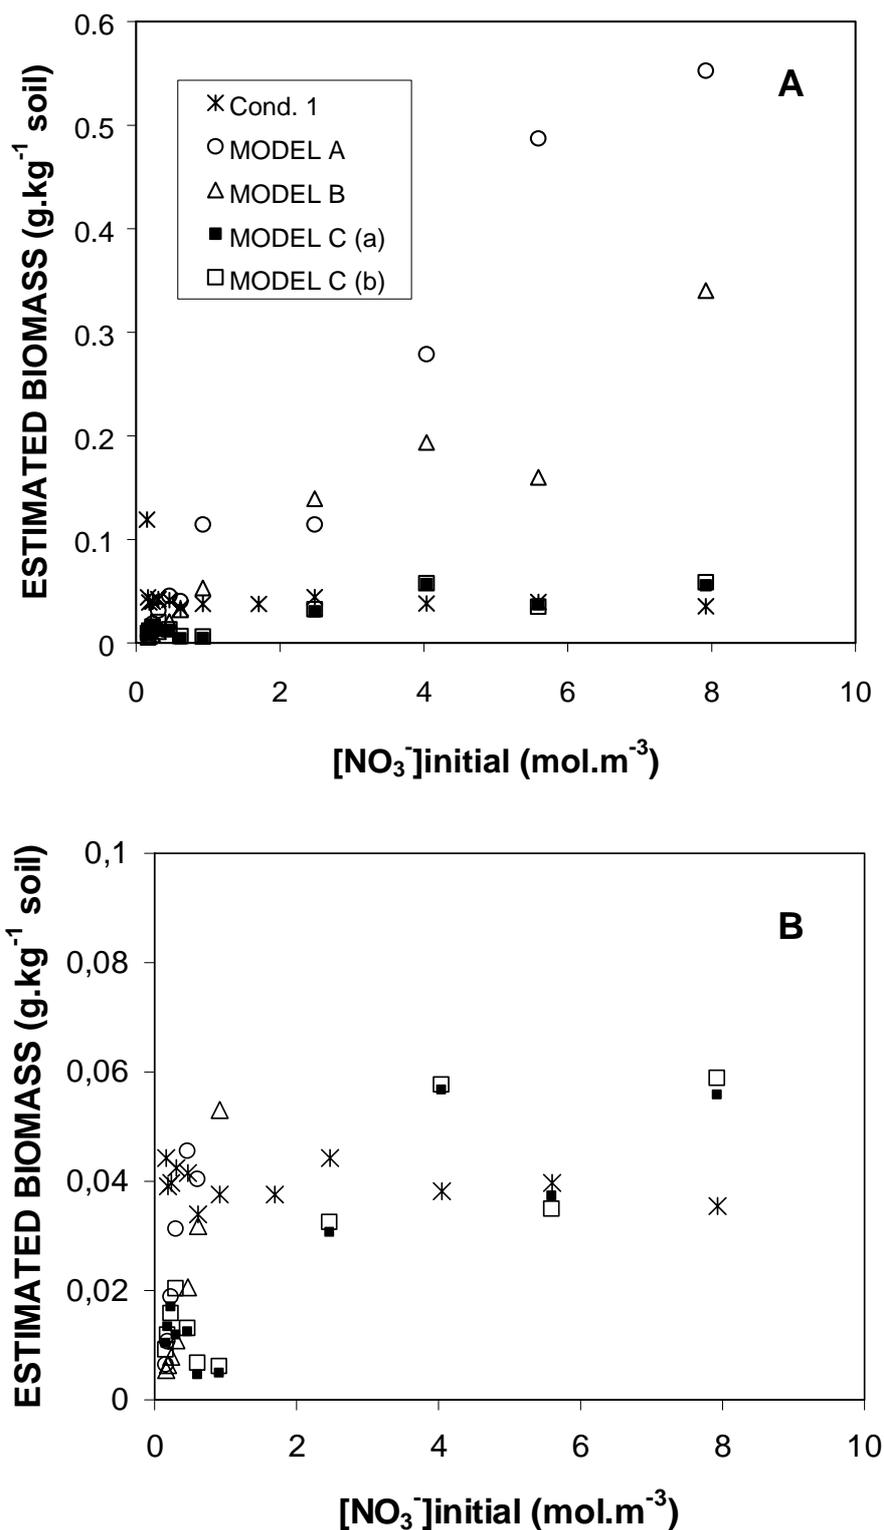 0.6
A
Cond. 1
MODEL A
MODEL B
MODEL C (a)
MODEL C (b)
0.5
0.4
0.3
0.2
0.1
0
ESTIMATED BIOMASS (g.kg⁻¹ soil)
0 2 4 6 8 10
[NO₃⁻]initial (mol.m⁻³)
0,1
B
0,08
0,06
0,04
0,02
0
ESTIMATED BIOMASS (g.kg⁻¹ soil)
0 2 4 6 8 10
[NO₃⁻]initial (mol.m⁻³)